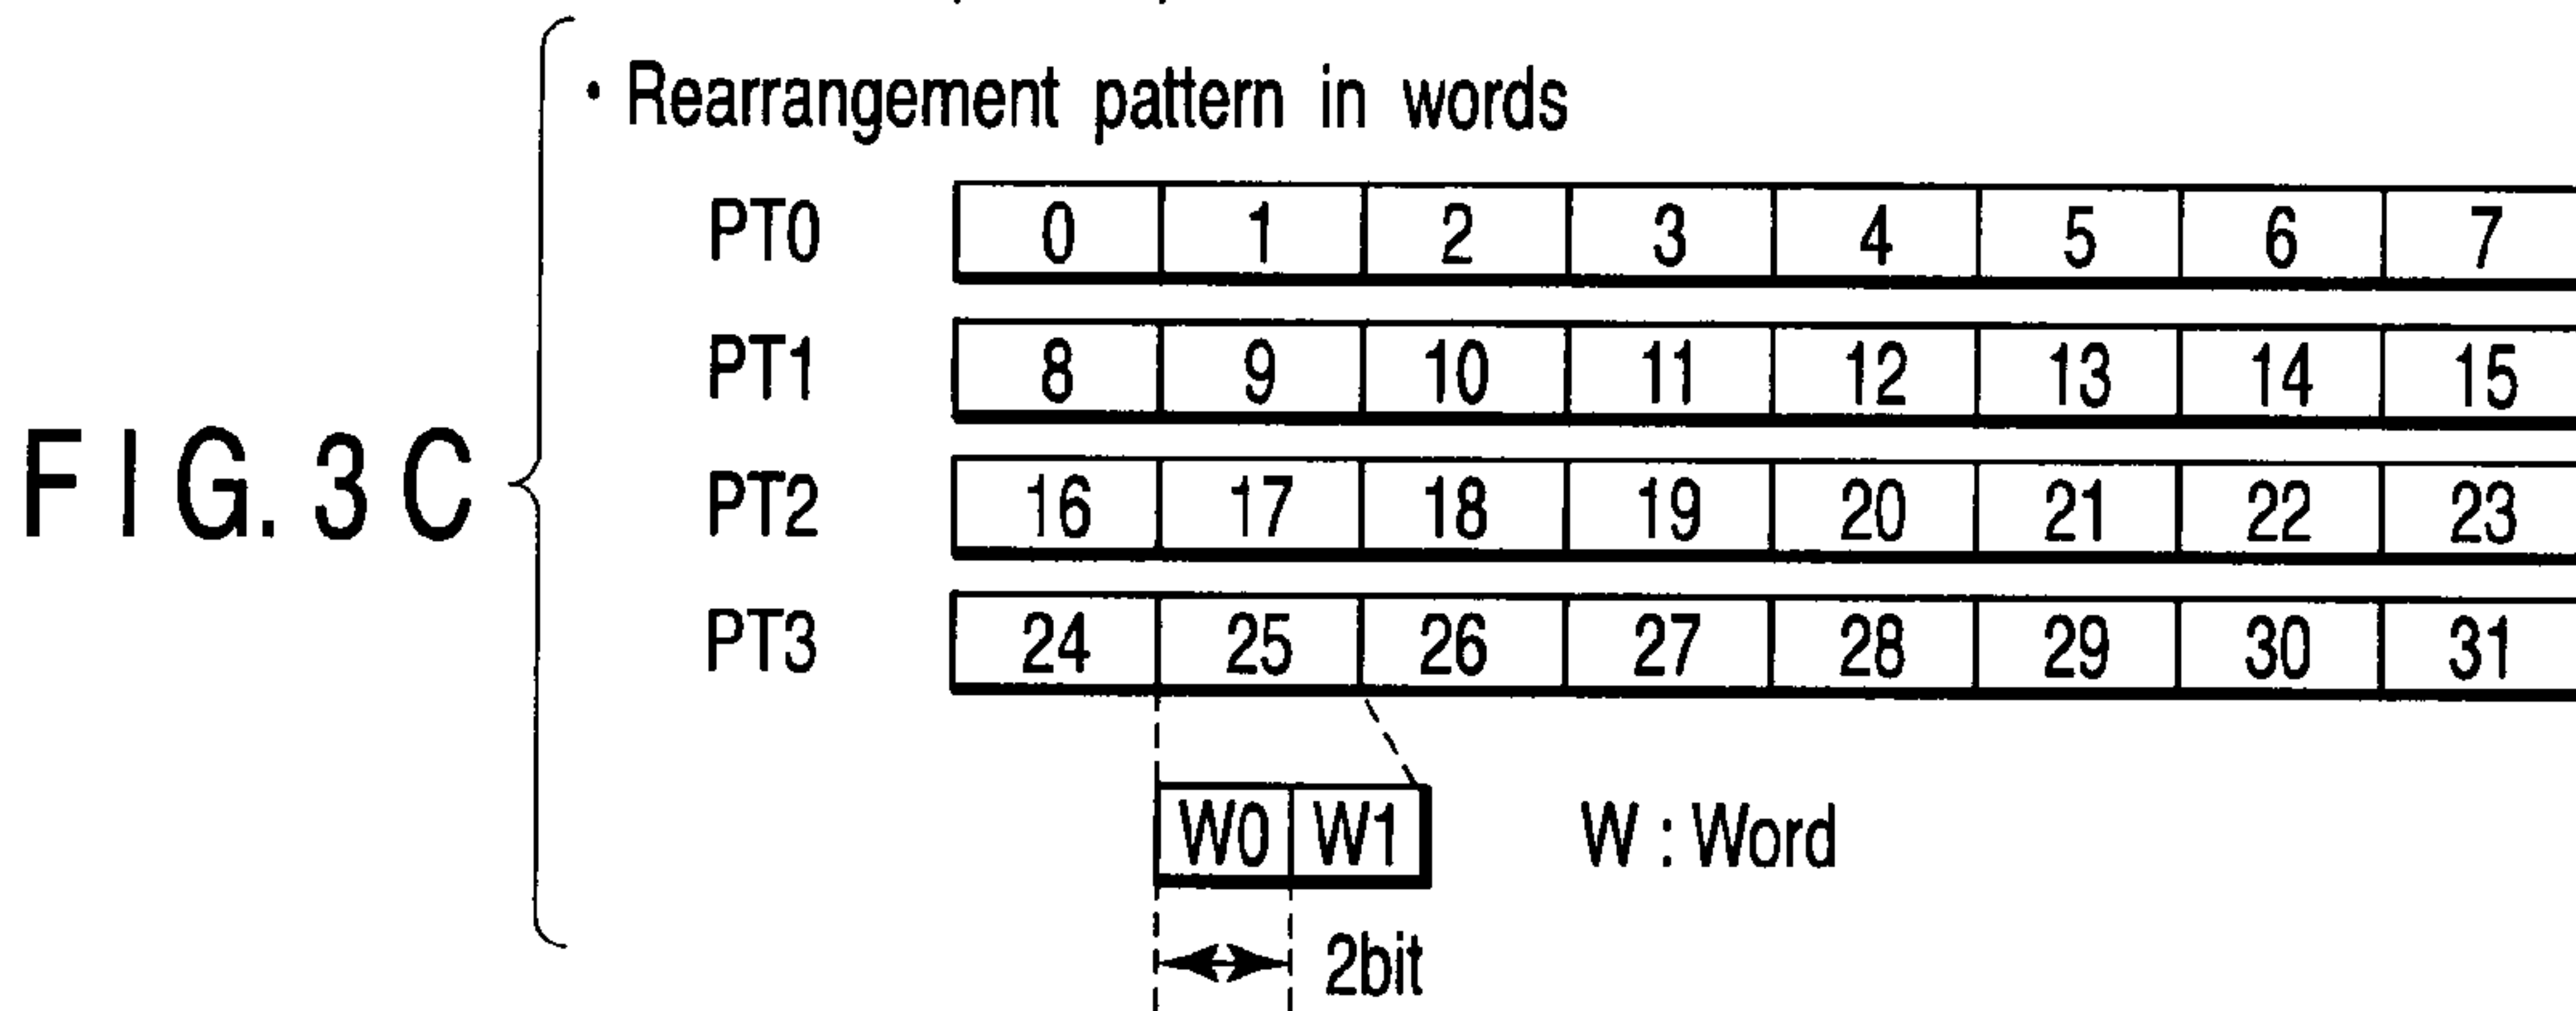 • Rearrangement pattern in words
PT0 0 1 2 3 4 5 6 7
PT1 8 9 10 11 12 13 14 15
FIG. 3C
PT2 16 17 18 19 20 21 22 23
PT3 24 25 26 27 28 29 30 31
W0 W1 W : Word
2bit